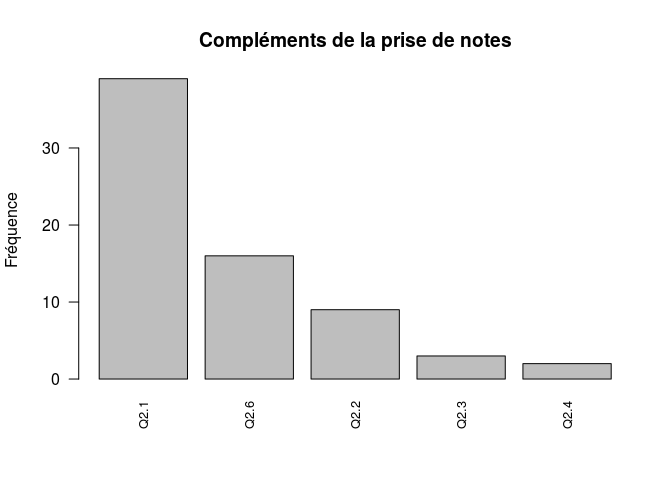 Compléments de la prise de notes
Fréquence
30
20
10
0
Q2.1
Q2.6
Q2.2
Q2.3
Q2.4